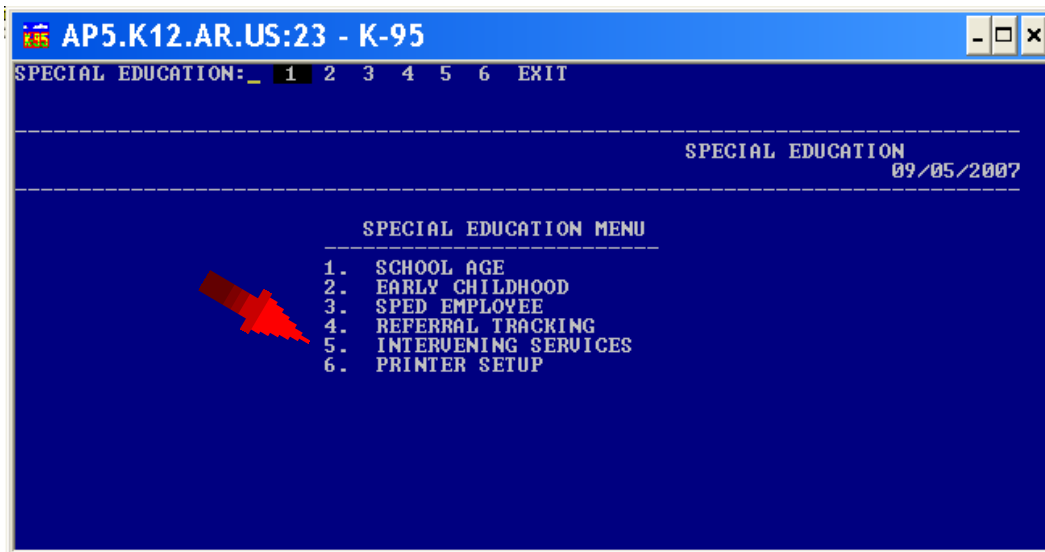 K95 AP5.K12.AR.US:23 - K-95
SPECIAL EDUCATION:_ 1 2 3 4 5 6 EXIT
SPECIAL EDUCATION
09/05/2007
SPECIAL EDUCATION MENU
1. SCHOOL AGE
2. EARLY CHILDHOOD
3. SPED EMPLOYEE
4. REFERRAL TRACKING
5. INTERVENING SERVICES
6. PRINTER SETUP